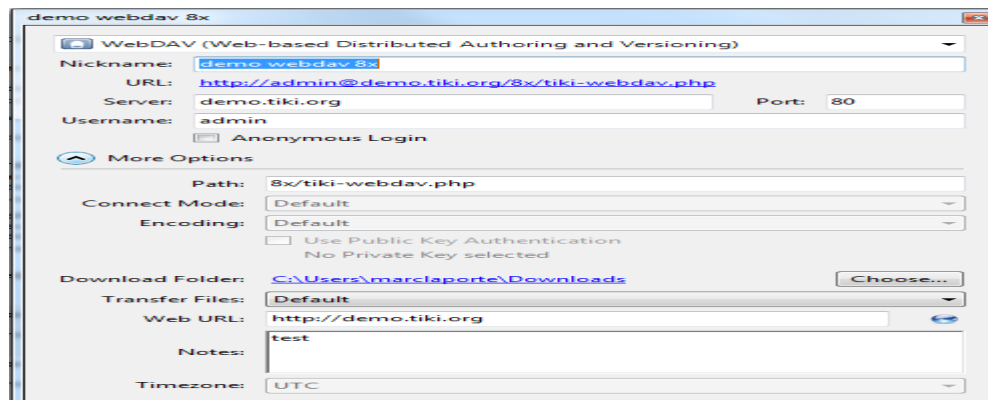 demo webdav 8x
WebDAV (Web-based Distributed Authoring and Versioning)
Nickname: demo webdav 8x
URL: http://admin@demo.tiki.org/8x/tiki-webdav.php
Server: demo.tiki.org Port: 80
Username: admin
Anonymous Login
More Options
Path: 8x/tiki-webdav.php
Connect Mode: Default
Encoding: Default
Use Public Key Authentication
No Private Key selected
Download Folder: C:\Users\marclaporte\Downloads Choose...
Transfer Files: Default
Web URL: http://demo.tiki.org
Notes: test
Timezone: UTC